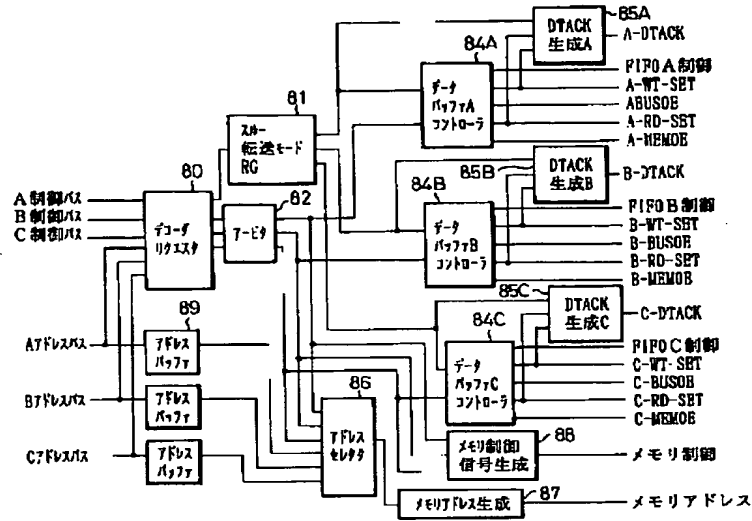 85A
DTACK
生成A
A-DTACK
84A
データ
バッファA
コントローラ
FIFO A 制御
A-WT-SET
ABUSOE
A-RD-SET
A-MEMOE
81
スルー
転送モード
RG
80
デコーダ
リクエスタ
A 制御バス
B 制御バス
C 制御バス
82
アービタ
85B
DTACK
生成B
B-DTACK
84B
データ
バッファB
コントローラ
FIFO B 制御
B-WT-SET
B-BUSOE
B-RD-SET
B-MEMOE
85C
DTACK
生成C
C-DTACK
84C
データ
バッファC
コントローラ
FIFO C 制御
C-WT-SET
C-BUSOE
C-RD-SET
C-MEMOE
89
Aアドレスバス
アドレス
バッファ
Bアドレスバス
アドレス
バッファ
Cアドレスバス
アドレス
バッファ
86
アドレス
セレクタ
88
メモリ制御
信号生成
メモリ制御
87
メモリアドレス生成
メモリアドレス